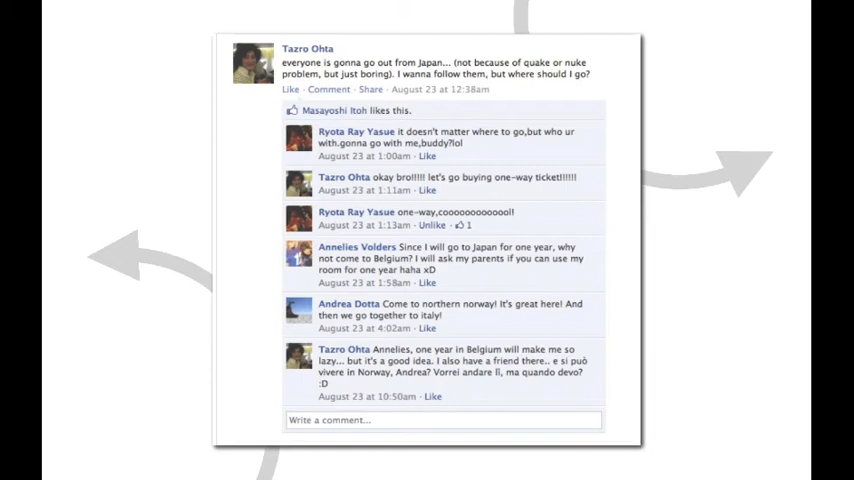 Tazro Ohta
everyone is gonna go out from Japan... (not because of quake or nuke
problem, but just boring). I wanna follow them, but where should I go?
Like · Comment · Share · August 23 at 12:38am
Masayoshi Itoh likes this.
Ryota Ray Yasue it doesn't matter where to go,but who ur
with.gonna go with me,buddy?lol
August 23 at 1:00am · Like
Tazro Ohta okay bro!!!!! let's go buying one-way ticket!!!!!!
August 23 at 1:11am · Like
Ryota Ray Yasue one-way,cooooooooooool!
August 23 at 1:13am · Unlike · 1
Annelies Volders Since I will go to Japan for one year, why
not come to Belgium? I will ask my parents if you can use my
room for one year haha xD
August 23 at 1:58am · Like
Andrea Dotta Come to northern norway! It's great here! And
then we go together to italy!
August 23 at 4:02am · Like
Tazro Ohta Annelies, one year in Belgium will make me so
lazy... but it's a good idea. I also have a friend there.. e si può
vivere in Norway, Andrea? Vorrei andare lì, ma quando devo?
:D
August 23 at 10:50am · Like
Write a comment...